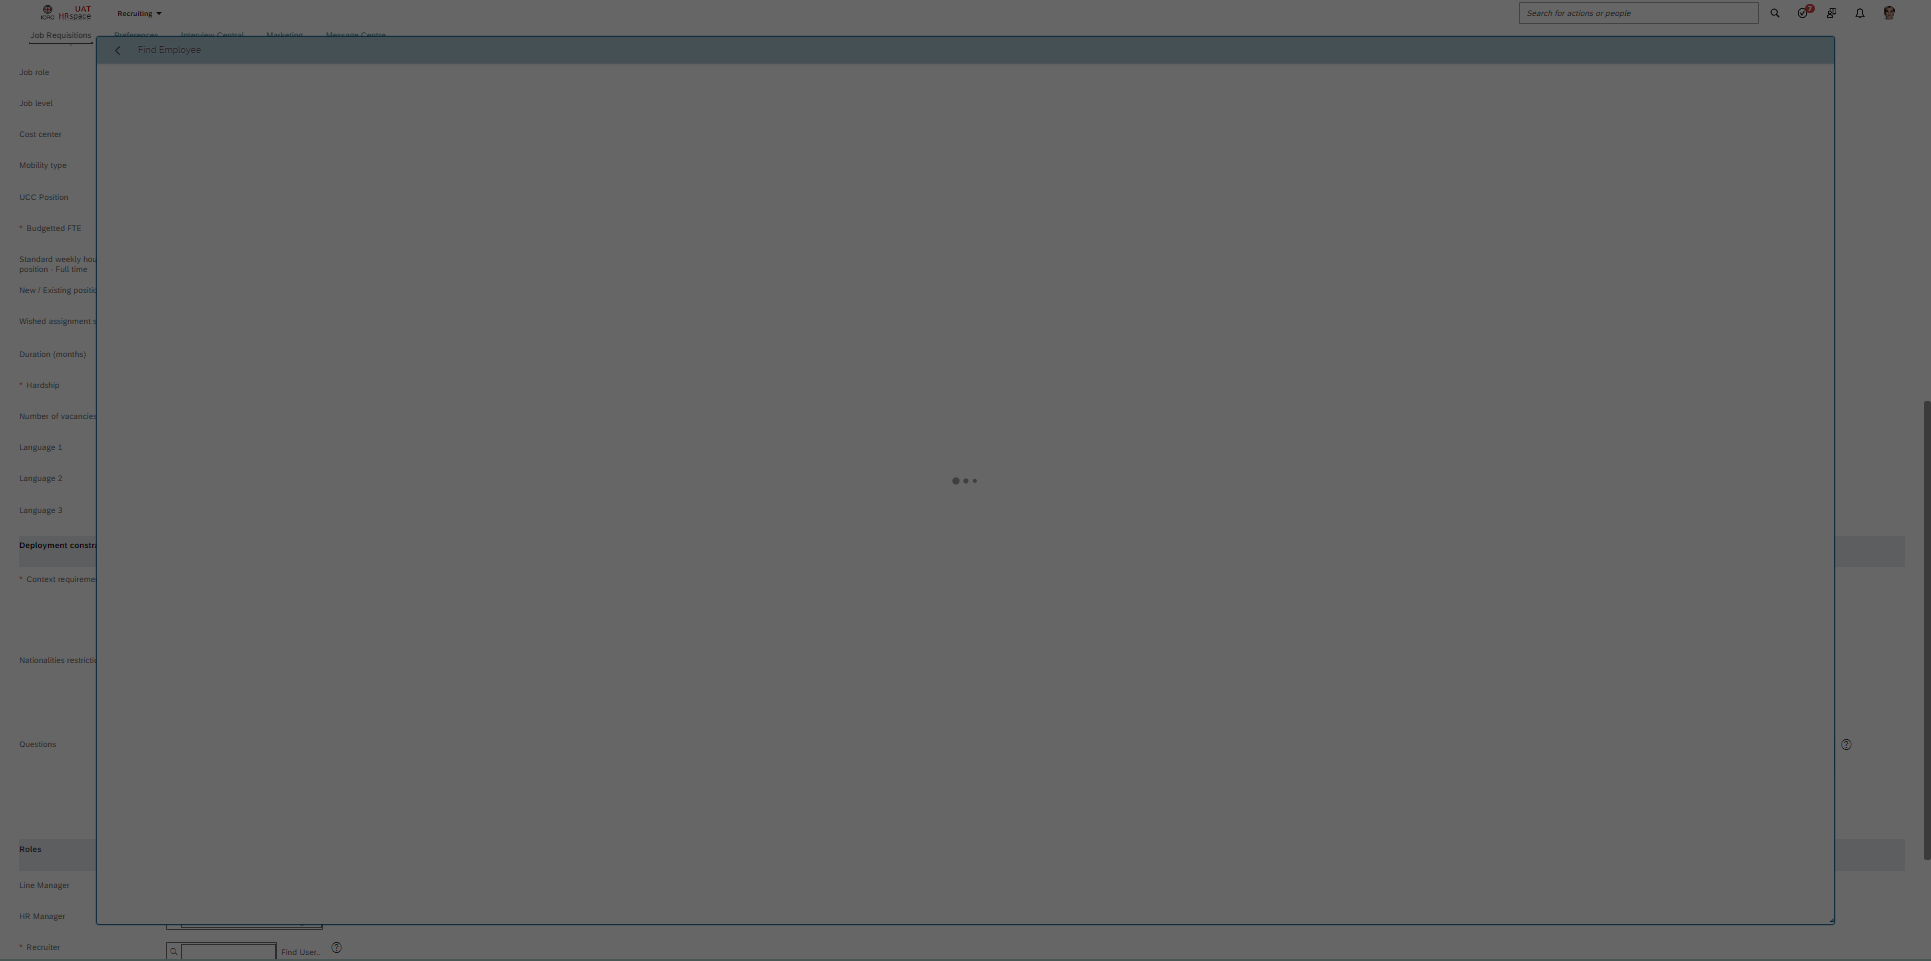 ICRC
UAT
HRspace
Recruiting
Search for actions or people
7
Job Requisitions
Preferences
Interview Central
Marketing
Message Centre
Find Employee
Job role
Job level
Cost center
Mobility type
UCC Position
* Budgetted FTE
Standard weekly hou
position - Full time
New / Existing positio
Wished assignment s
Duration (months)
* Hardship
Number of vacancies
Language 1
Language 2
Language 3
Deployment constra
* Context requireme
Nationalities restrictio
Questions
?
Roles
Line Manager
HR Manager
* Recruiter
Find User...
?